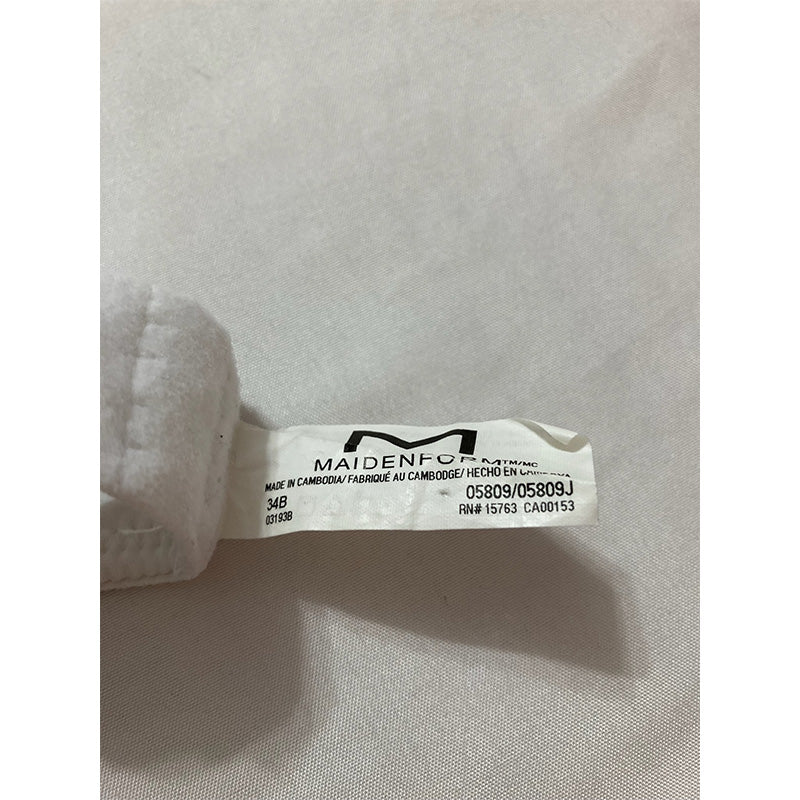 MAIDENFORM TM/MC
MADE IN CAMBODIA/ FABRIQUÉ AU CAMBODGE/ HECHO EN
34B 05809/05809J
03193B RN# 15763 CA00153